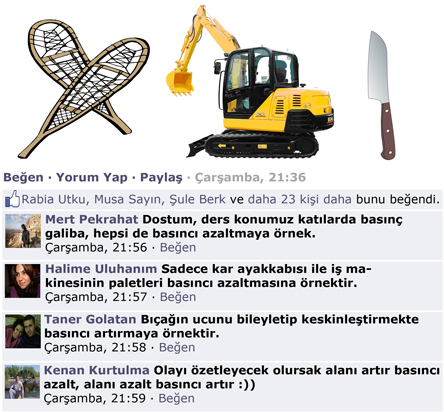 Beğen · Yorum Yap · Paylaş · Çarşamba, 21:36
Rabia Utku, Musa Sayın, Şule Berk ve daha 23 kişi daha bunu beğendi.
Mert Pekrahat Dostum, ders konumuz katılarda basınç
galiba, hepsi de basıncı azaltmaya örnek.
Çarşamba, 21:56 · Beğen
Halime Uluhanım Sadece kar ayakkabısı ile iş ma-
kinesinin paletleri basıncı azaltmasına örnektir.
Çarşamba, 21:57 · Beğen
Taner Golatan Bıçağın ucunu bileyletip keskinleştirmekte
basıncı artırmaya örnektir.
Çarşamba, 21:58 · Beğen
Kenan Kurtulma Olayı özetleyecek olursak alanı artır basıncı
azalt, alanı azalt basıncı artır :))
Çarşamba, 21:59 · Beğen